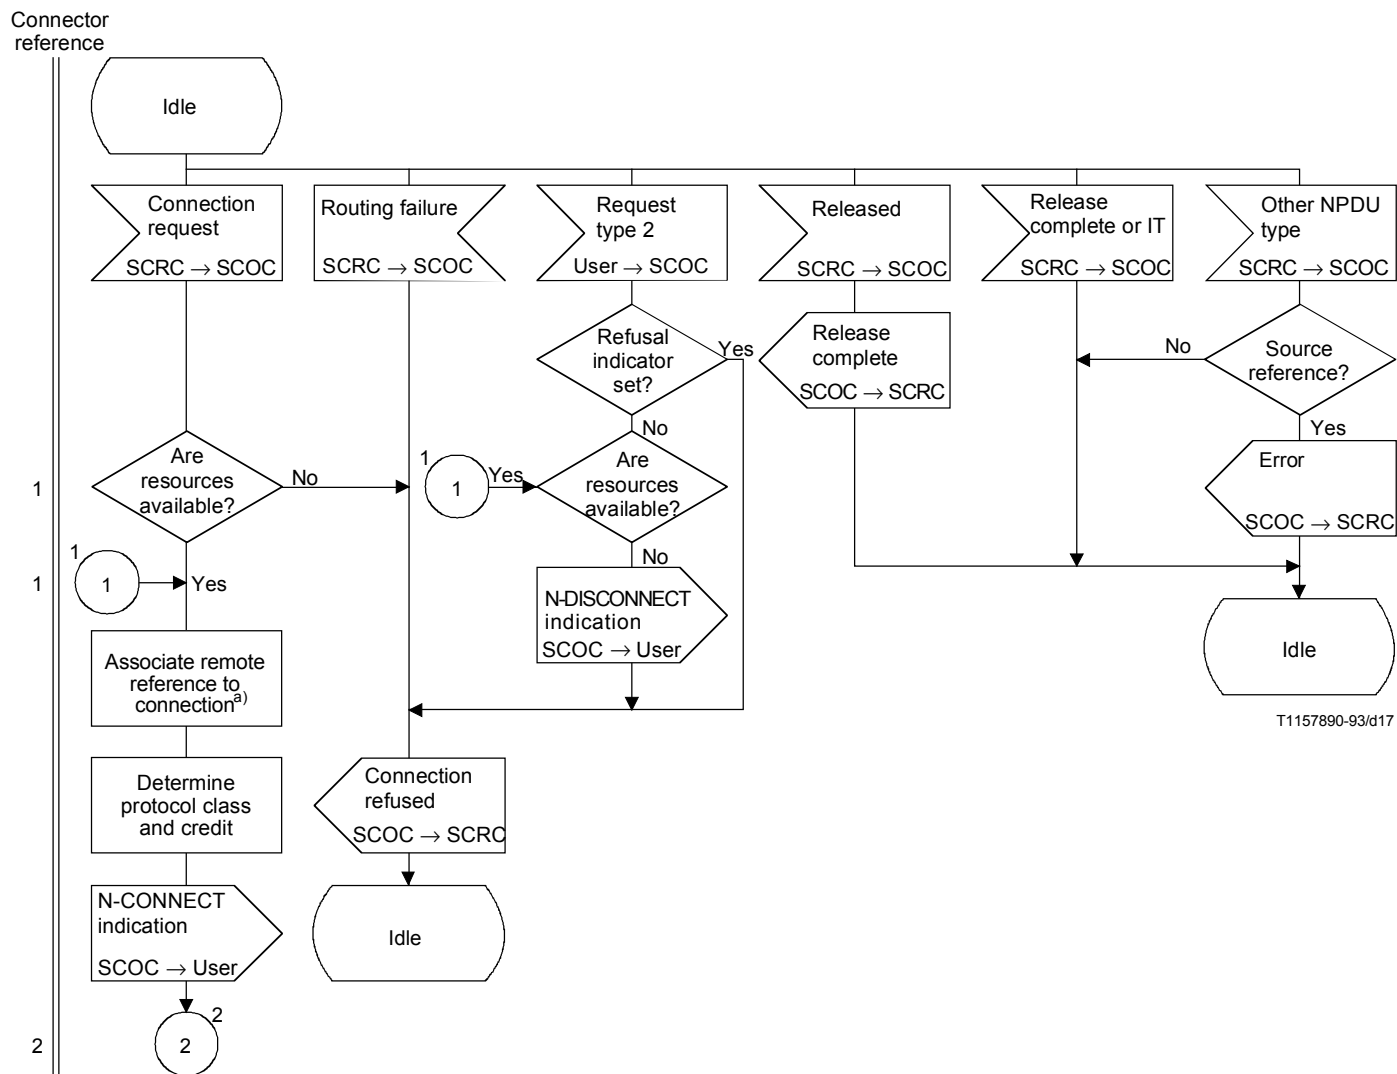 Connector
reference
Idle
Connection
request
SCRC → SCOC
Routing failure
SCRC → SCOC
Request
type 2
User → SCOC
Released
SCRC → SCOC
Release
complete or IT
SCRC → SCOC
Other NPDU
type
SCRC → SCOC
Refusal
indicator
set?
Yes
No
Release
complete
SCOC → SCRC
No
Source
reference?
Yes
1
Are
resources
available?
No
1
1
Yes
Are
resources
available?
No
Error
SCOC → SCRC
1
1
1
Yes
N-DISCONNECT
indication
SCOC → User
Idle
T1157890-93/d17
Associate remote
reference to
connection a)
Determine
protocol class
and credit
Connection
refused
SCOC → SCRC
N-CONNECT
indication
SCOC → User
Idle
2
2
2